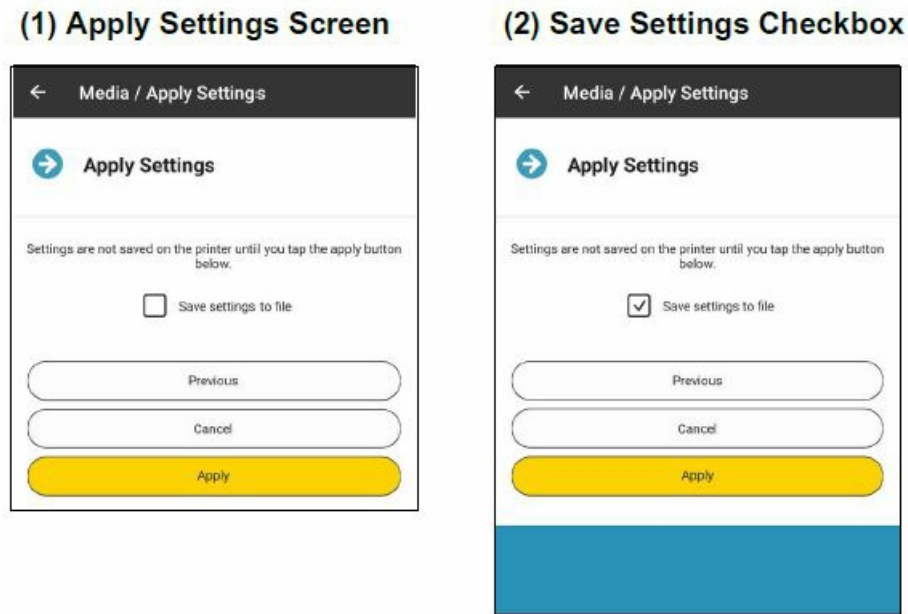 (1) Apply Settings Screen
Media / Apply Settings
Apply Settings
Settings are not saved on the printer until you tap the apply button
below.
Save settings to file
Previous
Cancel
Apply
(2) Save Settings Checkbox
Media / Apply Settings
Apply Settings
Settings are not saved on the printer until you tap the apply button
below.
Save settings to file
Previous
Cancel
Apply